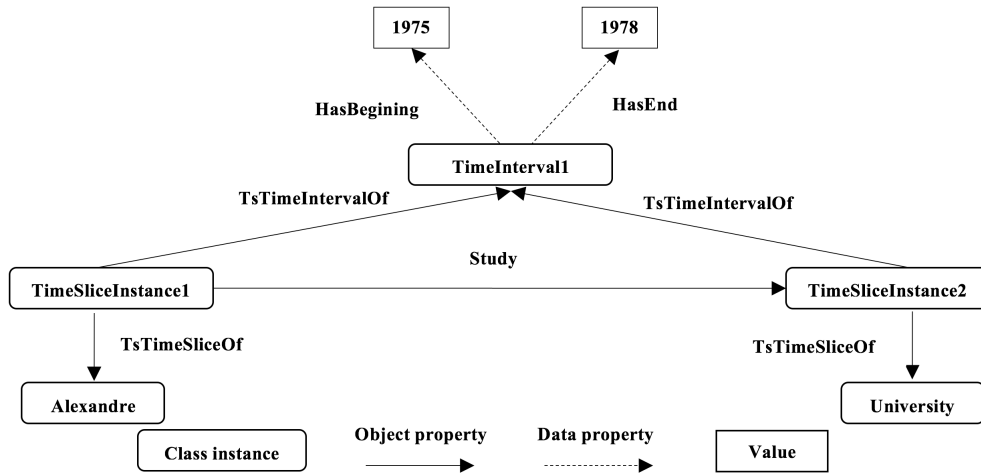 1975
1978
HasBegining
HasEnd
TimeInterval1
TsTimeIntervalOf
TsTimeIntervalOf
Study
TimeSliceInstance1
TimeSliceInstance2
TsTimeSliceOf
TsTimeSliceOf
Alexandre
University
Class instance
Object property
Data property
Value